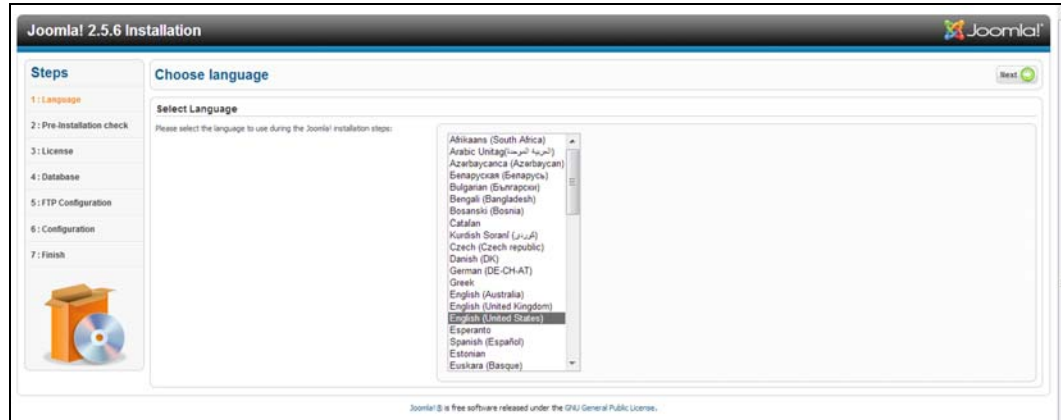 Joomla! 2.5.6 Installation
Joomla!
Steps
1 : Language
2 : Pre-Installation check
3 : License
4 : Database
5 : FTP Configuration
6 : Configuration
7 : Finish
Choose language
Next
Select Language
Please select the language to use during the Joomla! installation steps:
Afrikaans (South Africa)
Arabic Unitag(العربية الموحدة)
Azərbaycanca (Azərbaycan)
Беларуская (Беларусь)
Bulgarian (Български)
Bengali (Bangladesh)
Bosanski (Bosnia)
Catalan
Kurdish Soranî (كوردى)
Czech (Czech republic)
Danish (DK)
German (DE-CH-AT)
Greek
English (Australia)
English (United Kingdom)
English (United States)
Esperanto
Spanish (Español)
Estonian
Euskara (Basque)
Joomla!® is free software released under the GNU General Public License.